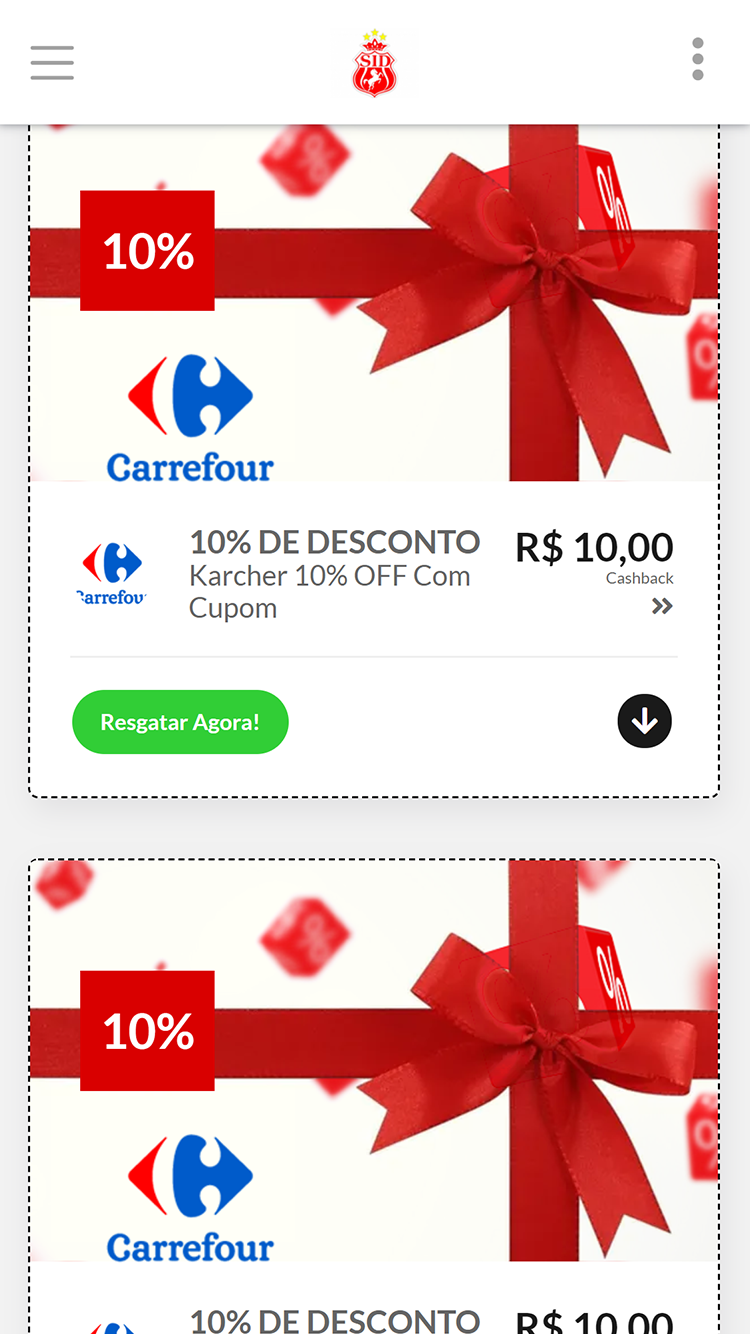 SID
%
10%
Carrefour
Carrefour
10% DE DESCONTO
Karcher 10% OFF Com
Cupom
R$ 10,00
Cashback
Resgatar Agora!
%
%
10%
Carrefour
10% DE DESCONTO
R$ 10,00